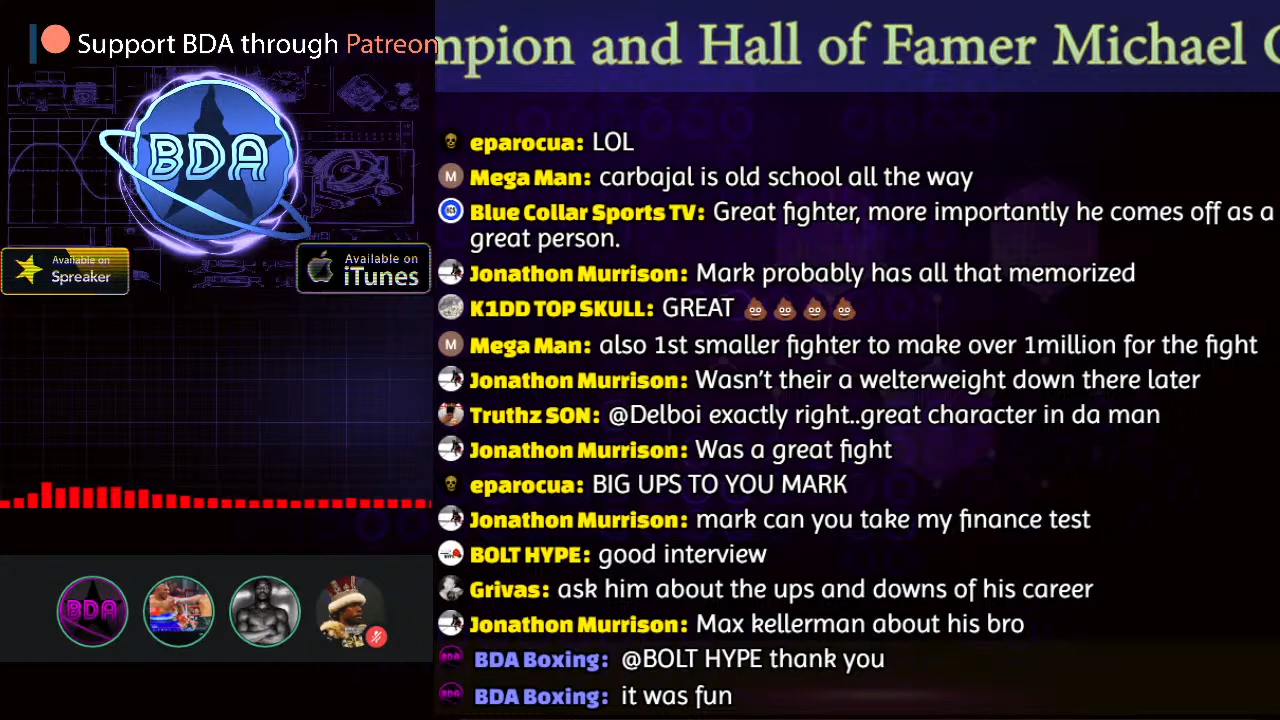 Support BDA through Patreon
mpion and Hall of Famer Michael
BDA
Available on
Spreaker
Available on
iTunes
BDA
eparocua: LOL
M Mega Man: carbajal is old school all the way
Blue Collar Sports TV: Great fighter, more importantly he comes off as a
great person.
Jonathon Murrison: Mark probably has all that memorized
K1DD TOP SKULL: GREAT 💩 💩 💩 💩
M Mega Man: also 1st smaller fighter to make over 1million for the fight
Jonathon Murrison: Wasn't their a welterweight down there later
Truthz SON: @Delboi exactly right..great character in da man
Jonathon Murrison: Was a great fight
eparocua: BIG UPS TO YOU MARK
Jonathon Murrison: mark can you take my finance test
BOLT HYPE: good interview
Grivas: ask him about the ups and downs of his career
Jonathon Murrison: Max kellerman about his bro
BDA Boxing: @BOLT HYPE thank you
BDA Boxing: it was fun